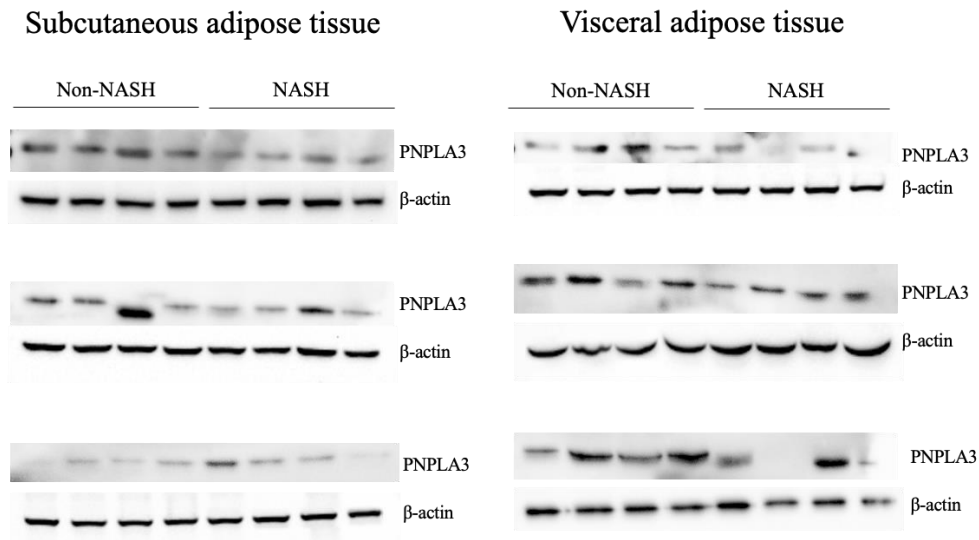 Subcutaneous adipose tissue
Non-NASH NASH
PNPLA3
β-actin
PNPLA3
β-actin
PNPLA3
β-actin
Visceral adipose tissue
Non-NASH NASH
PNPLA3
β-actin
PNPLA3
β-actin
PNPLA3
β-actin